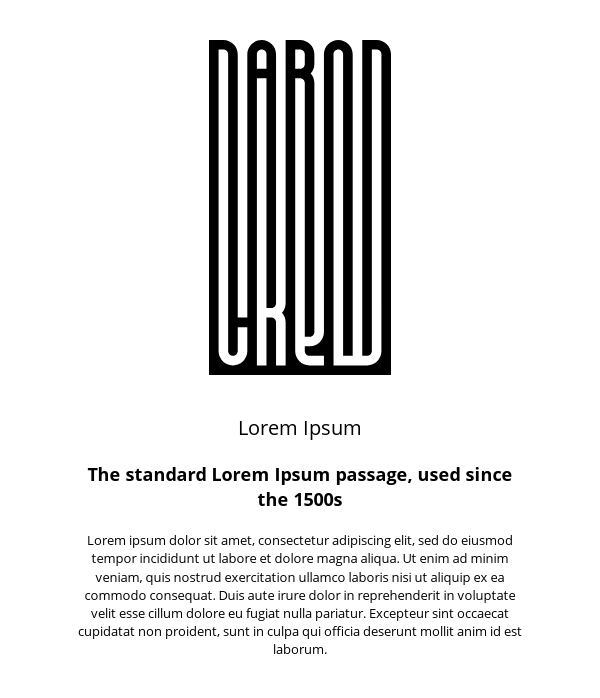 NAROD
CREW
Lorem Ipsum
The standard Lorem Ipsum passage, used since
the 1500s
Lorem ipsum dolor sit amet, consectetur adipiscing elit, sed do eiusmod
tempor incididunt ut labore et dolore magna aliqua. Ut enim ad minim
veniam, quis nostrud exercitation ullamco laboris nisi ut aliquip ex ea
commodo consequat. Duis aute irure dolor in reprehenderit in voluptate
velit esse cillum dolore eu fugiat nulla pariatur. Excepteur sint occaecat
cupidatat non proident, sunt in culpa qui officia deserunt mollit anim id est
laborum.